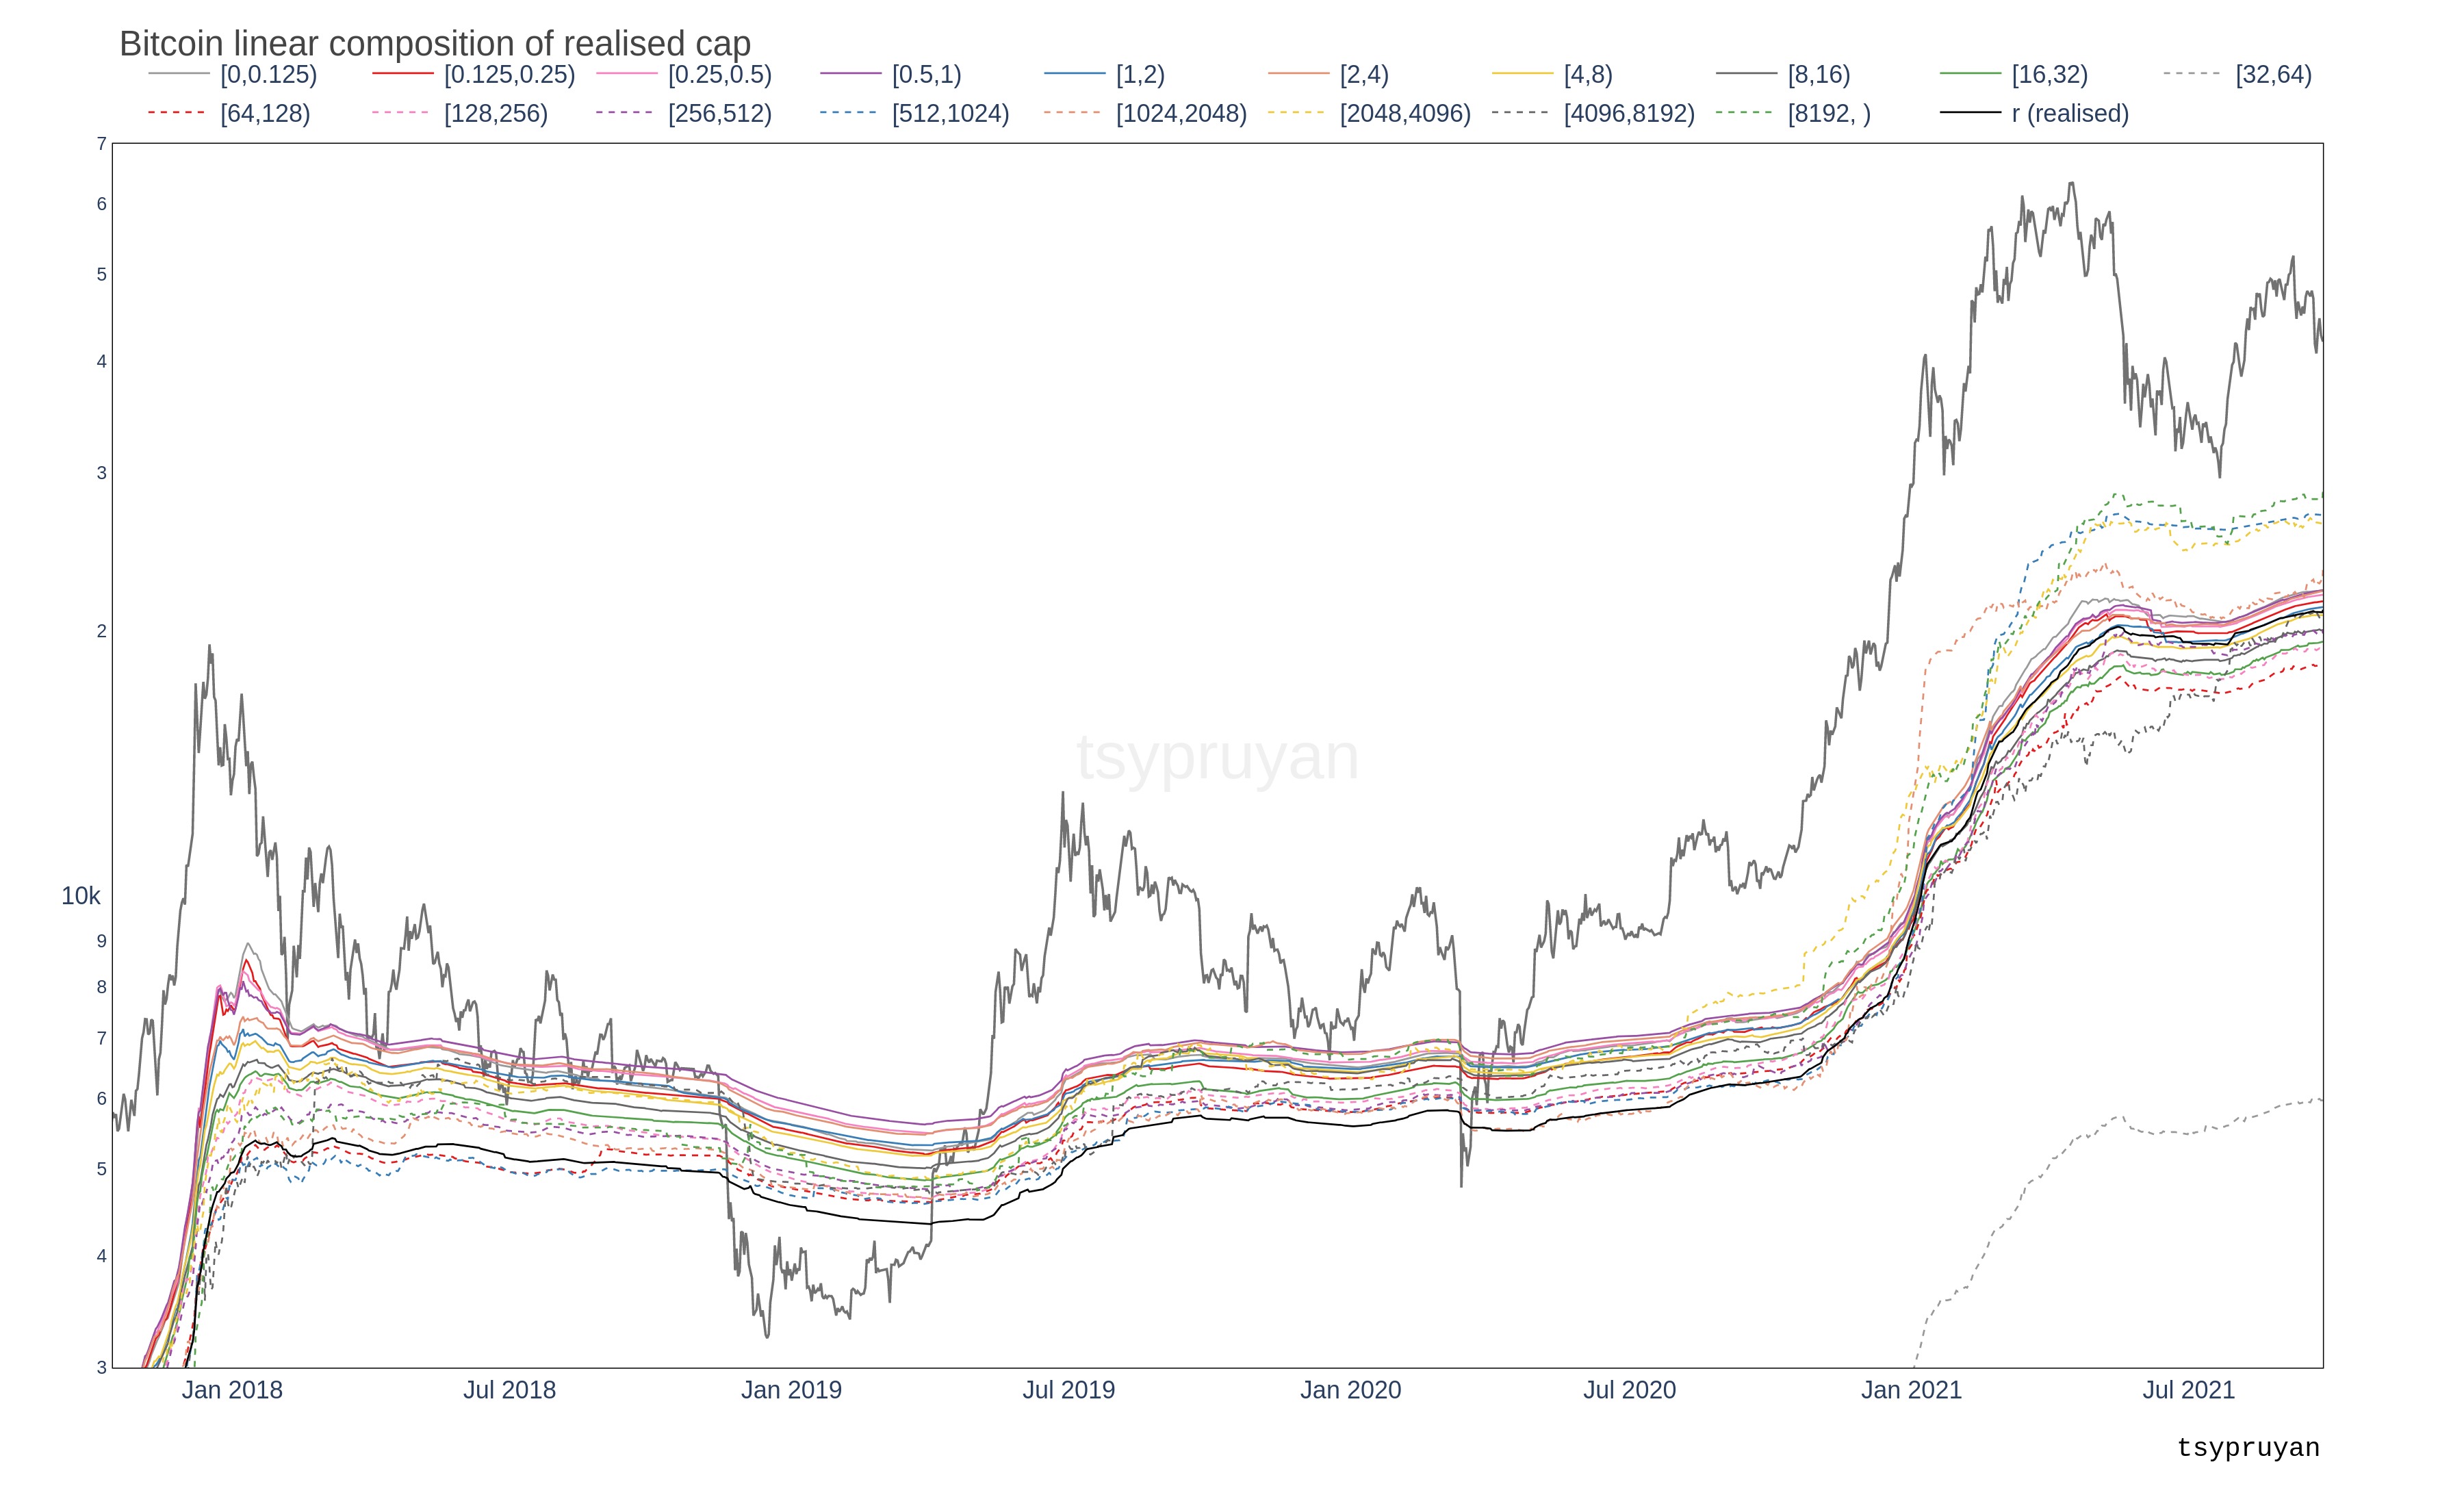 Bitcoin linear composition of realised cap
[0,0.125) [0.125,0.25) [0.25,0.5) [0.5,1) [1,2) [2,4) [4,8) [8,16) [16,32) [32,64)
[64,128) [128,256) [256,512) [512,1024) [1024,2048) [2048,4096) [4096,8192) [8192, ) r (realised)
7
6
5
4
3
2
tsypruyan
10k
9
8
7
6
5
4
3
Jan 2018 Jul 2018 Jan 2019 Jul 2019 Jan 2020 Jul 2020 Jan 2021 Jul 2021
tsypruyan